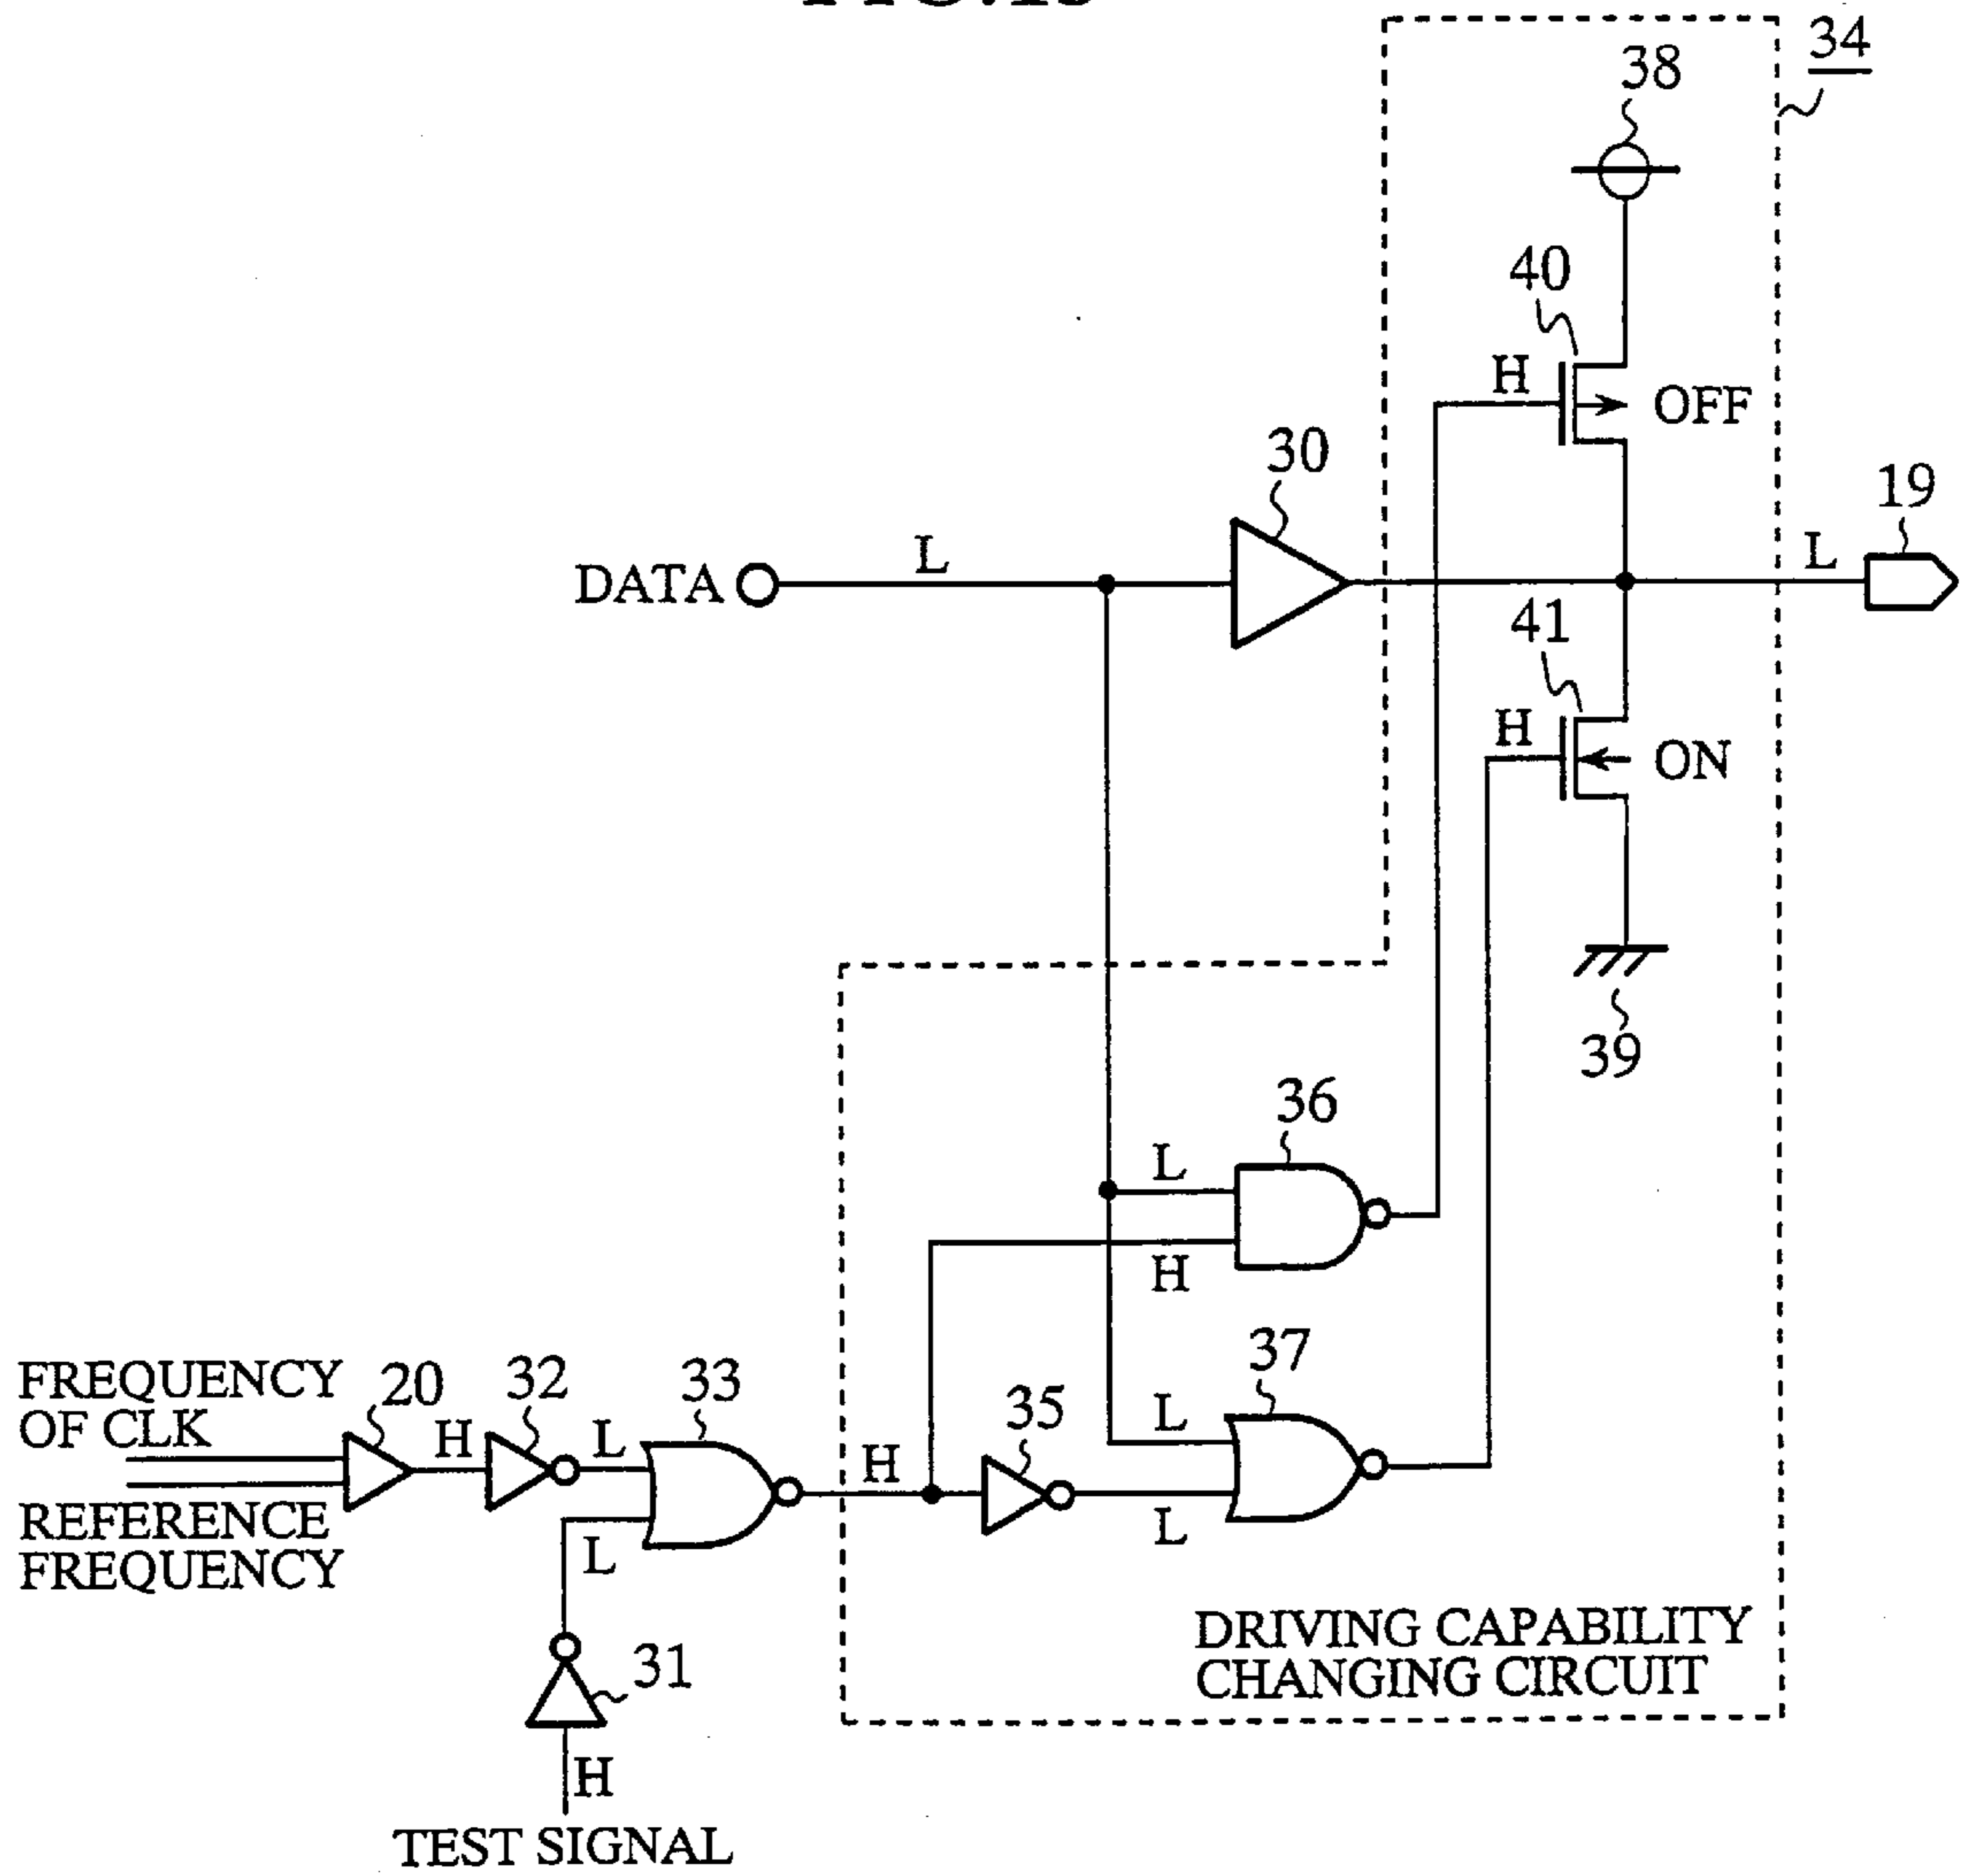 34
38
40
H
OFF
30
19
DATA
L
L
41
H
ON
39
36
L
H
37
FREQUENCY
OF CLK
20
H
32
L
33
H
35
L
L
REFERENCE
FREQUENCY
L
31
H
TEST SIGNAL
DRIVING CAPABILITY
CHANGING CIRCUIT